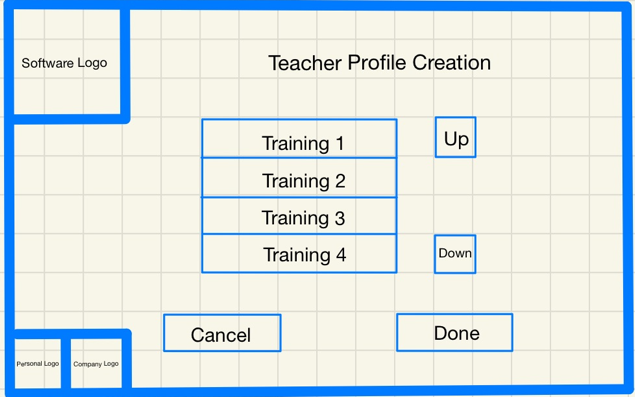 Software Logo
Teacher Profile Creation
Training 1
Up
Training 2
Training 3
Training 4
Down
Cancel
Done
Personal Logo
Company Logo